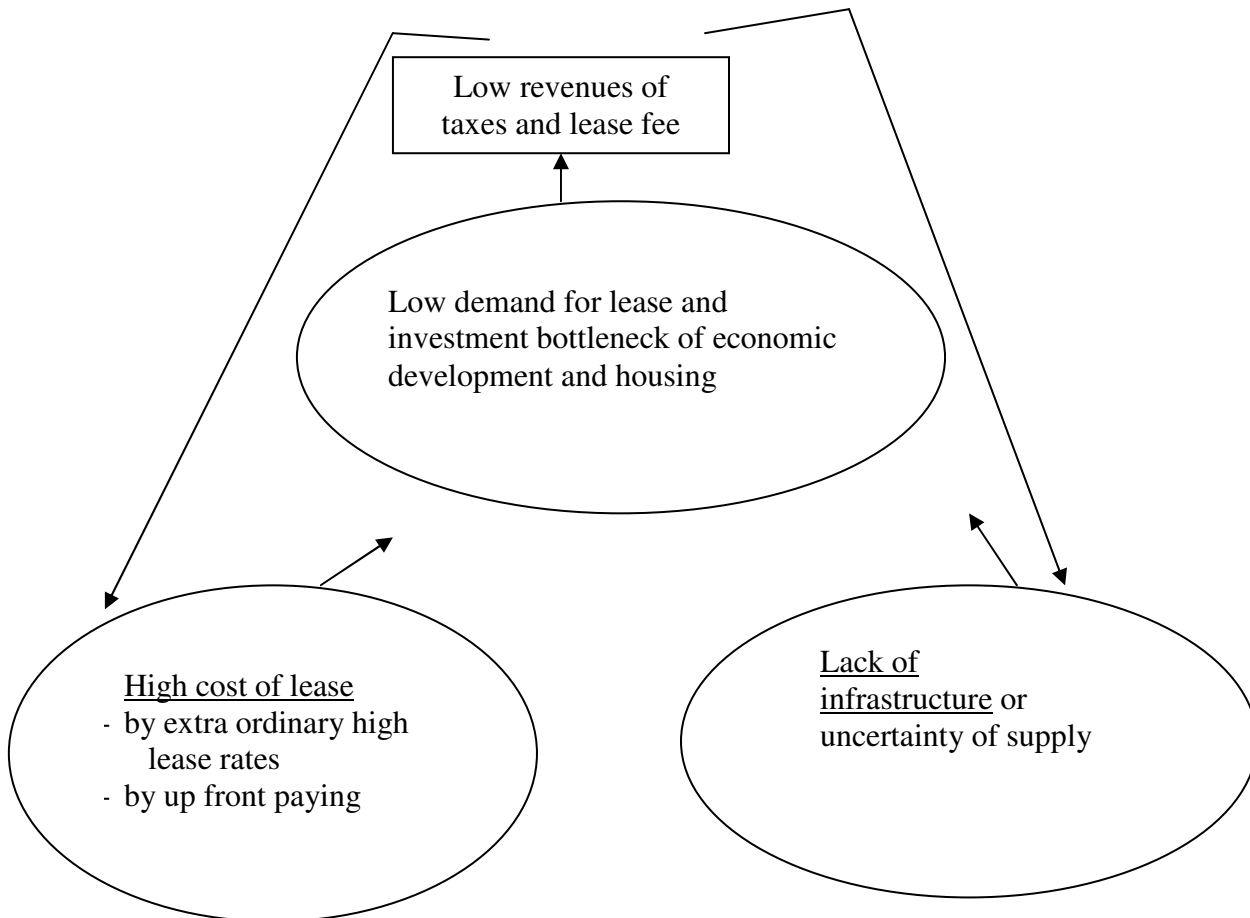 Low revenues of
taxes and lease fee
Low demand for lease and
investment bottleneck of economic
development and housing
High cost of lease
- by extra ordinary high
lease rates
- by up front paying
Lack of
infrastructure or
uncertainty of supply